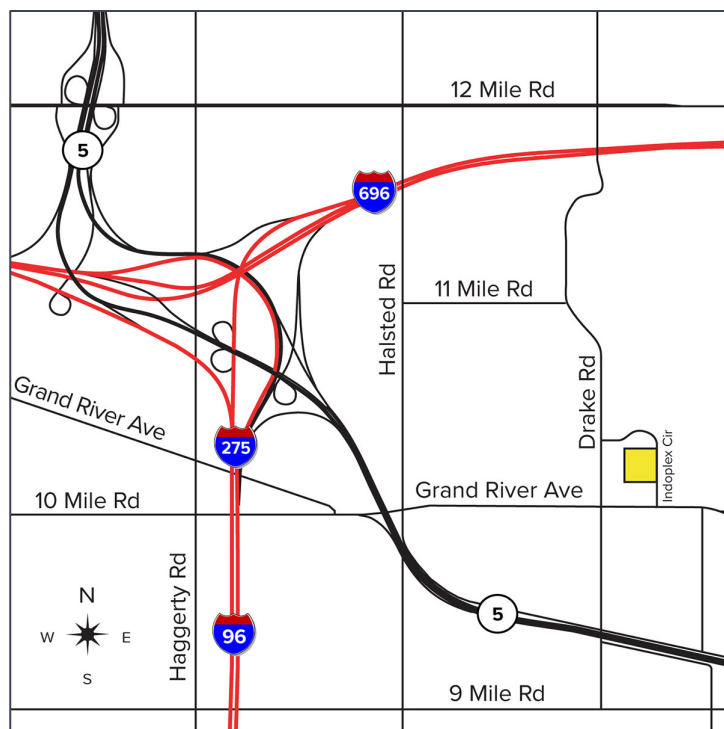 12 Mile Rd
5
696
11 Mile Rd
Halsted Rd
Drake Rd
Grand River Ave
275
Indoplex Cir
Grand River Ave
10 Mile Rd
Haggerty Rd
N
W E
S
96
5
9 Mile Rd